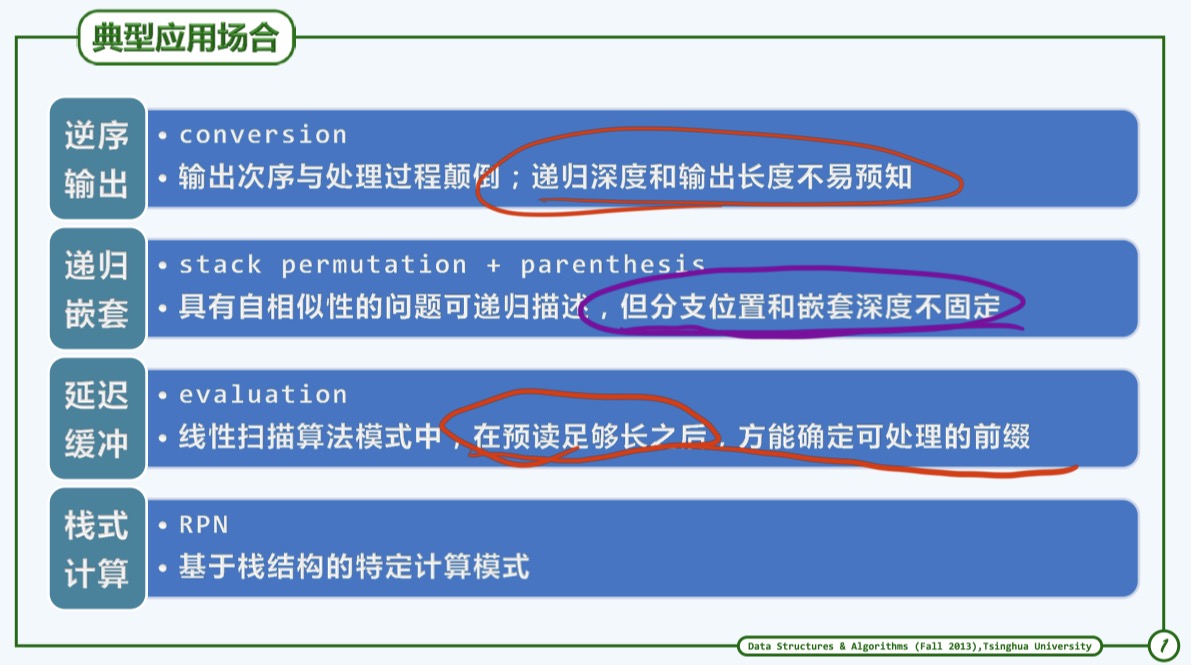 典型应用场合
逆序
输出
• conversion
• 输出次序与处理过程颠倒；递归深度和输出长度不易预知
递归
嵌套
• stack permutation + parenthesis
• 具有自相似性的问题可递归描述，但分支位置和嵌套深度不固定
延迟
缓冲
• evaluation
• 线性扫描算法模式中，在预读足够长之后，方能确定可处理的前缀
栈式
计算
• RPN
• 基于栈结构的特定计算模式
Data Structures & Algorithms (Fall 2013),Tsinghua University
1